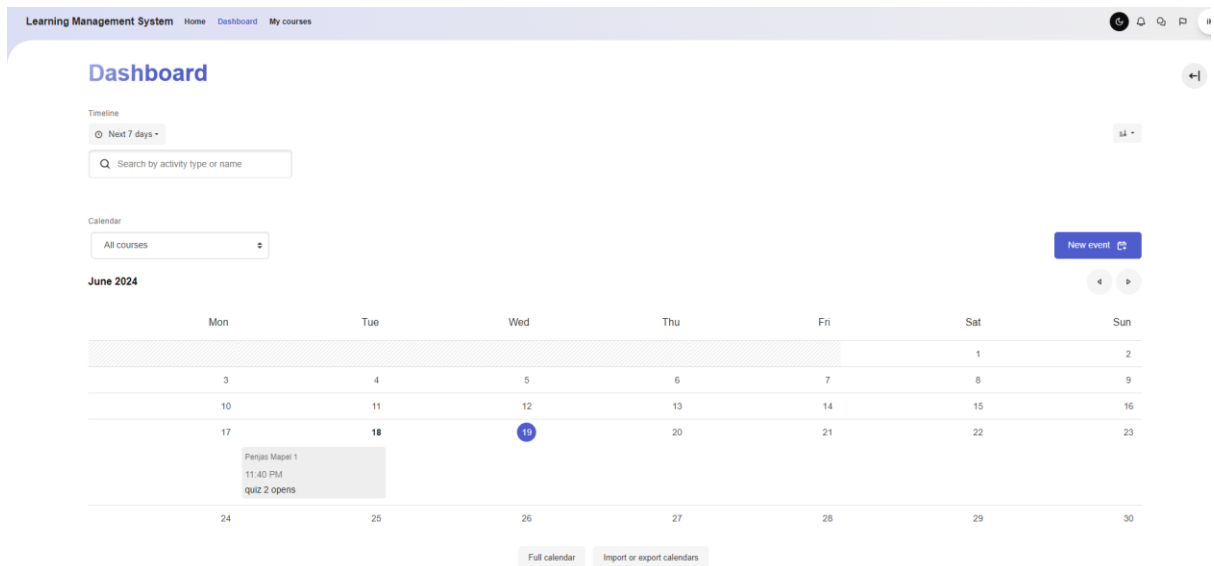 Learning Management System Home Dashboard My courses
Dashboard
Timeline
Next 7 days
Search by activity type or name
Calendar
All courses
New event
June 2024
Mon Tue Wed Thu Fri Sat Sun
1 2
3 4 5 6 7 8 9
10 11 12 13 14 15 16
17 18 19 20 21 22 23
Penjas Mapel 1
11:40 PM
quiz 2 opens
24 25 26 27 28 29 30
Full calendar Import or export calendars